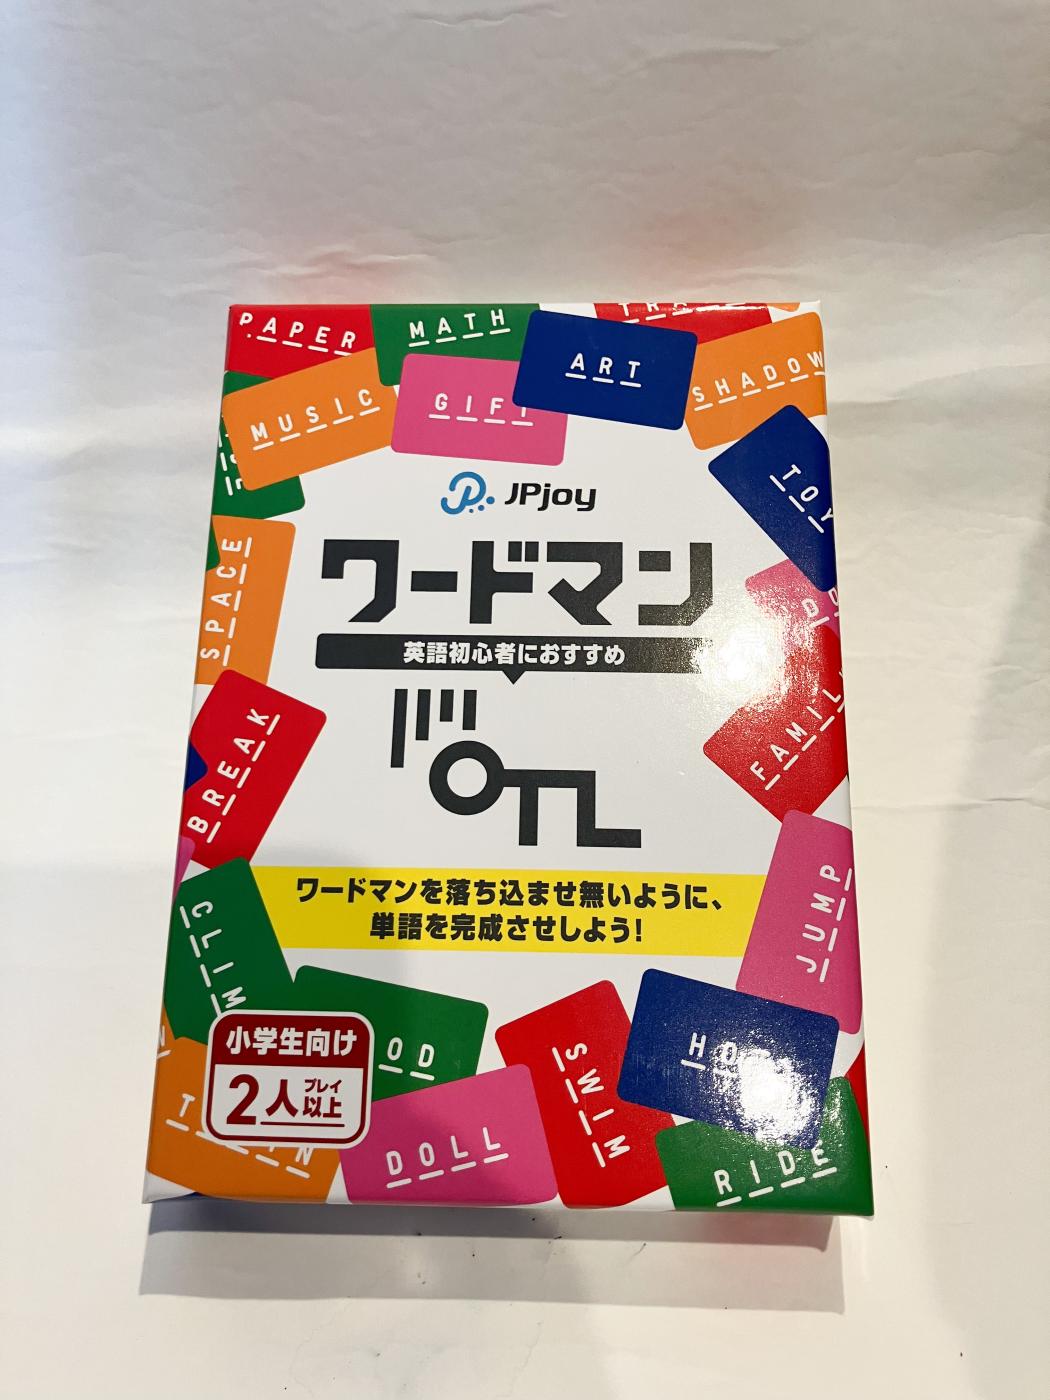 PAPER
MATH
ART
SHADOW
MUSIC
GIFT
TOY
JPjoy
ワードマン
英語初心者におすすめ
SPACE
FAMIL
BREAK
ワードマンを落ち込ませ無いように、
単語を完成させしよう!
JUMP
CLIM
小学生向け
2人プレイ以上
OD
SWIM
DOLL
RIDE